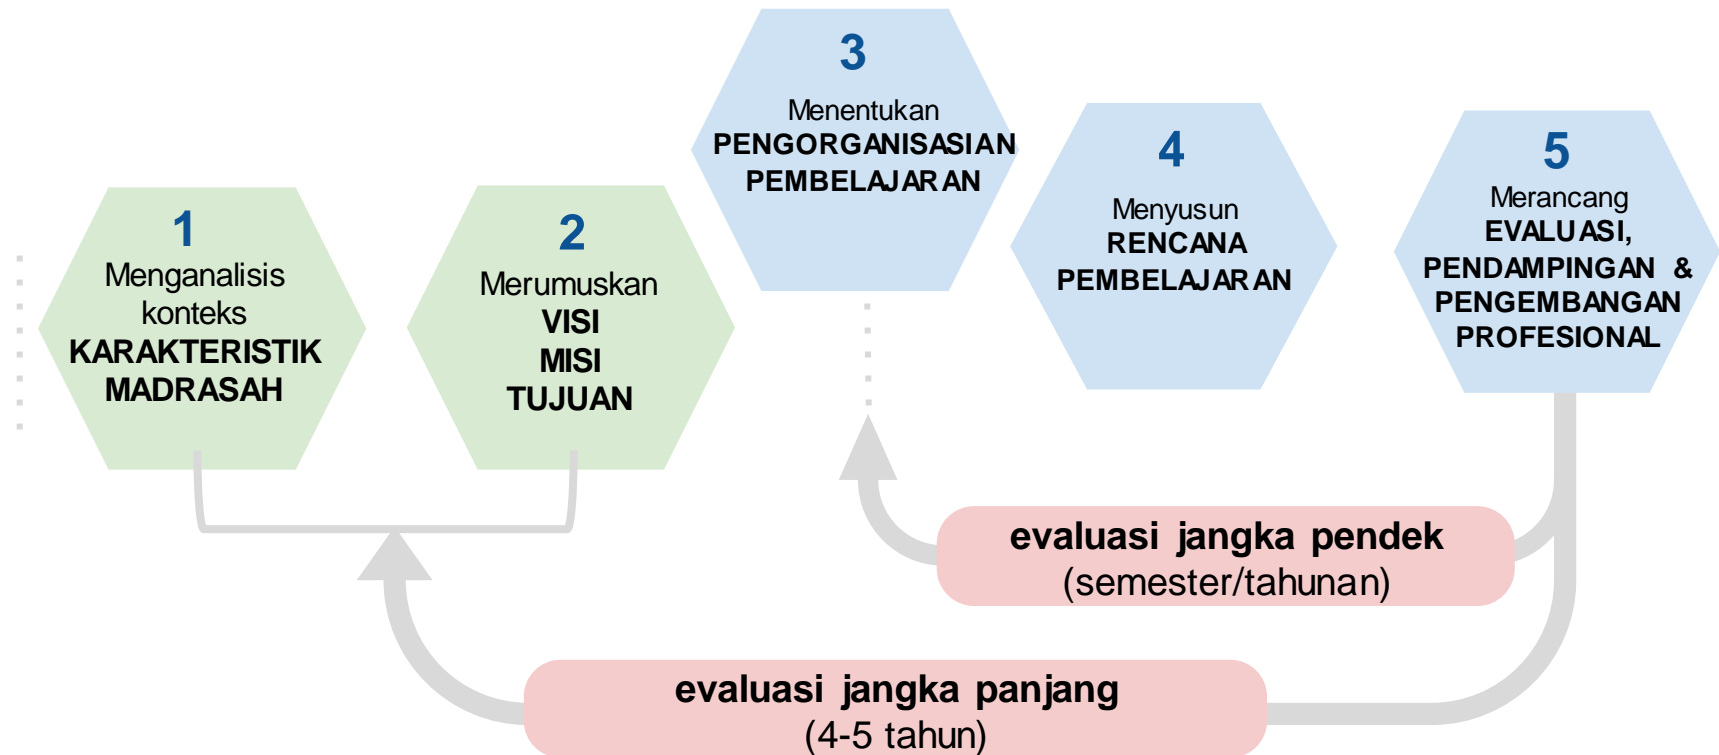 1
Menganalisis
konteks
KARAKTERISTIK
MADRASAH
2
Merumuskan
VISI
MISI
TUJUAN
3
Menentukan
PENGORGANISASIAN
PEMBELAJARAN
4
Menyusun
RENCANA
PEMBELAJARAN
5
Merancang
EVALUASI,
PENDAMPINGAN &
PENGEMBANGAN
PROFESIONAL
evaluasi jangka pendek
(semester/tahunan)
evaluasi jangka panjang
(4-5 tahun)